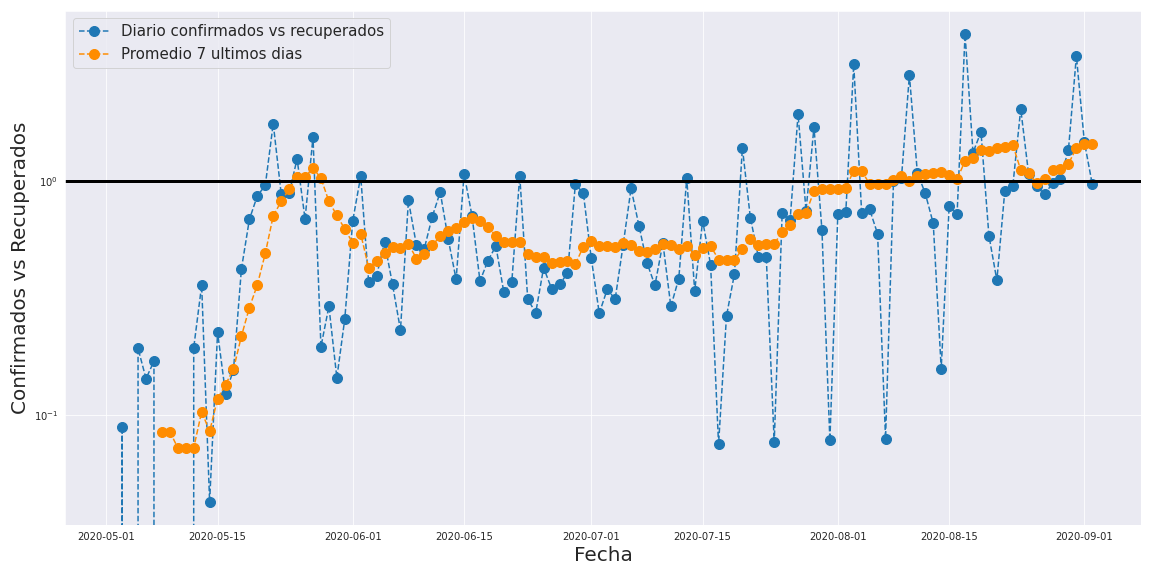 Diario confirmados vs recuperados
Promedio 7 ultimos dias
Confirmados vs Recuperados
10⁰
10⁻¹
2020-05-01 2020-05-15 2020-06-01 2020-06-15 2020-07-01 2020-07-15 2020-08-01 2020-08-15 2020-09-01
Fecha